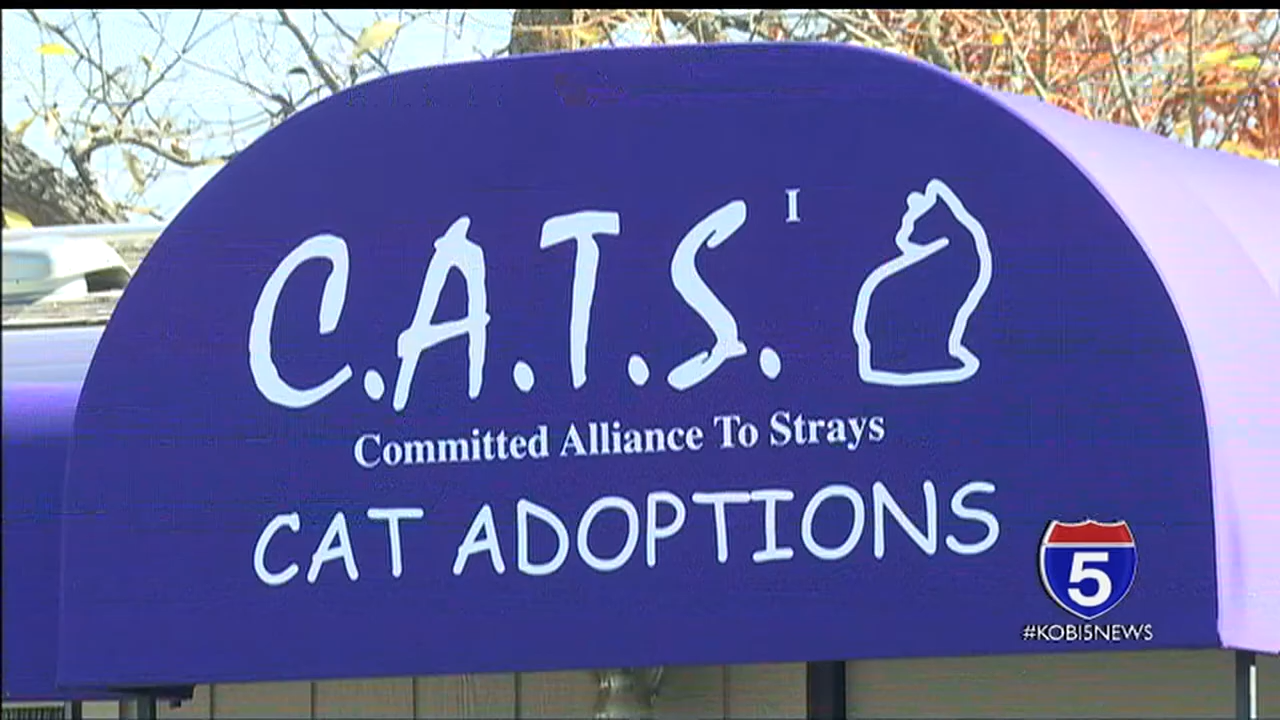 C.A.T.S. I
Committed Alliance To Strays
CAT ADOPTIONS
5
#KOBI5NEWS